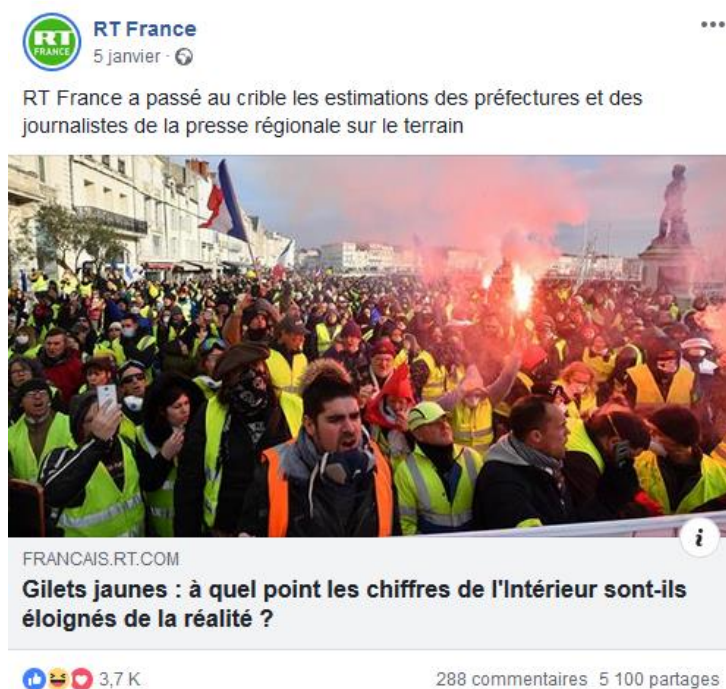 RT
FRANCE
RT France
5 janvier ·
RT France a passé au crible les estimations des préfectures et des
journalistes de la presse régionale sur le terrain
i
FRANCAIS.RT.COM
Gilets jaunes : à quel point les chiffres de l'Intérieur sont-ils
éloignés de la réalité ?
3,7 K
288 commentaires 5 100 partages